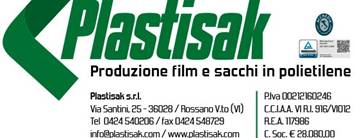 Plastisak
Produzione film e sacchi in polietilene
Plastisak s.r.l.
Via Santini, 25 - 36028 / Rossano V.to (VI)
Tel 0424 540206 / fax 0424 548729
info@plastisak.com / www.plastisak.com
P.Iva 00212160246
C.C.I.A.A. VI R.I. 916/VI012
R.E.A. 117986
C. Soc. € 28.080,00